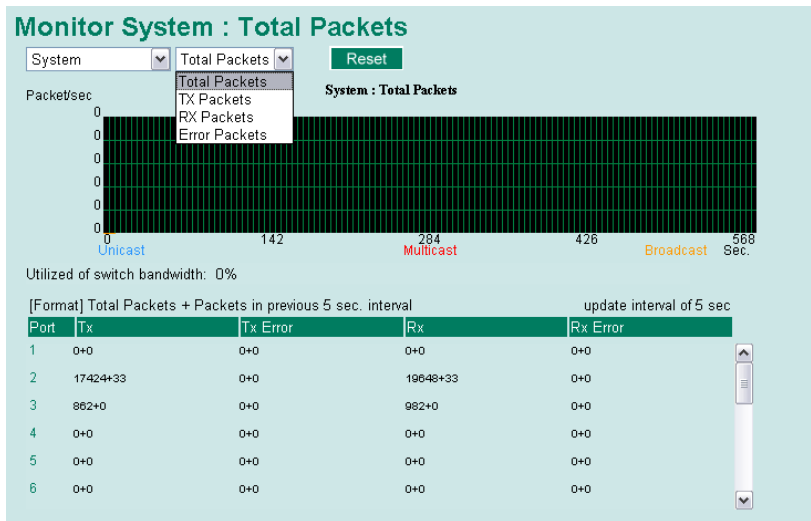 Monitor System : Total Packets
System Total Packets Reset
Total Packets
TX Packets
RX Packets
Error Packets
Packet/sec
System : Total Packets
0
0
0
0
0
0
0 142 284 426 568
Unicast Multicast Broadcast Sec.
Utilized of switch bandwidth: 0%
[Format] Total Packets + Packets in previous 5 sec. interval update interval of 5 sec
Port Tx Tx Error Rx Rx Error
1 0+0 0+0 0+0 0+0
2 17424+33 0+0 19648+33 0+0
3 862+0 0+0 982+0 0+0
4 0+0 0+0 0+0 0+0
5 0+0 0+0 0+0 0+0
6 0+0 0+0 0+0 0+0